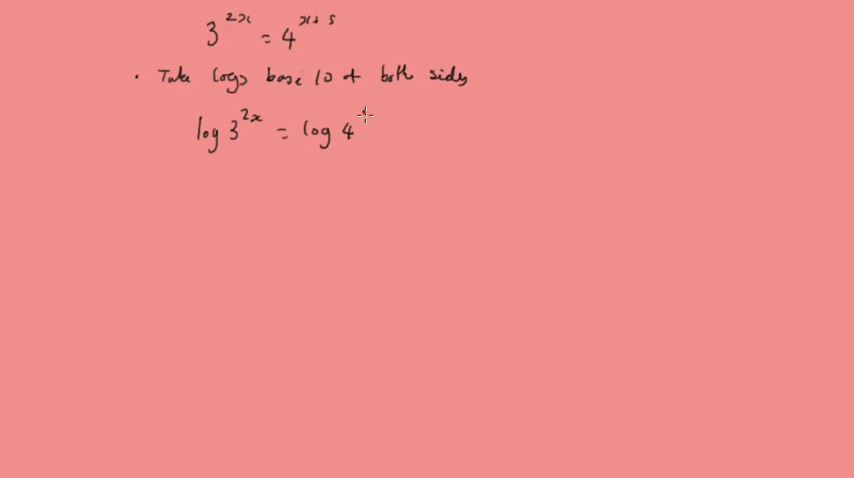 3^{2x} = 4^{x+5}
• Take logs base 10 of both sides
log 3^{2x} = log 4